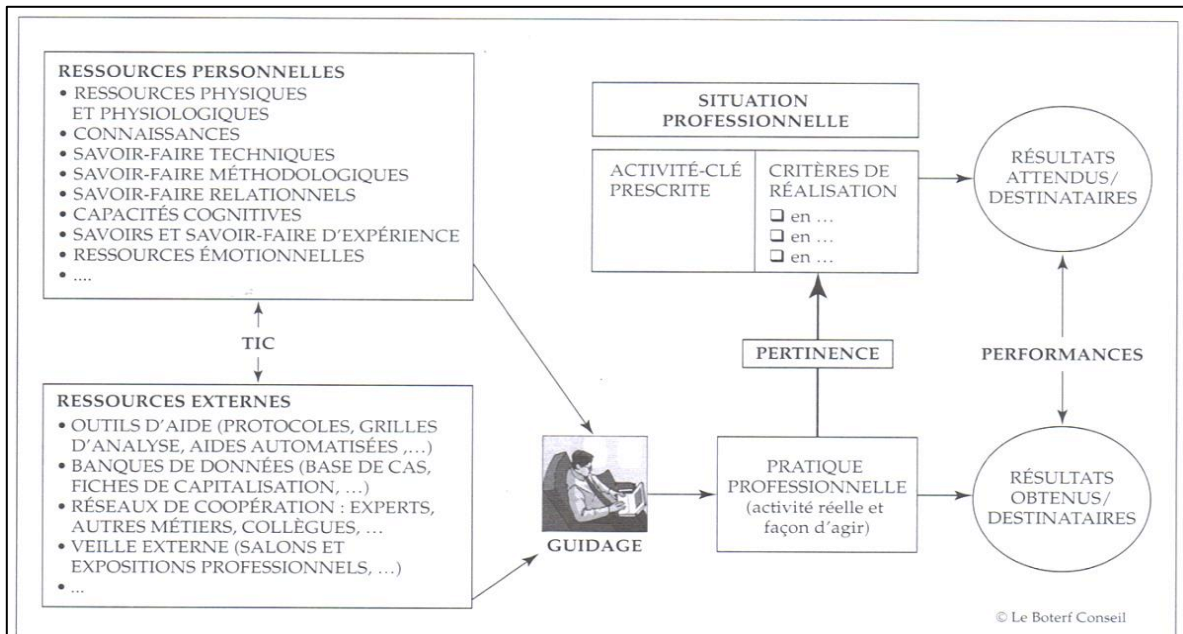 RESSOURCES PERSONNELLES
• RESSOURCES PHYSIQUES
ET PHYSIOLOGIQUES
• CONNAISSANCES
• SAVOIR-FAIRE TECHNIQUES
• SAVOIR-FAIRE MÉTHODOLOGIQUES
• SAVOIR-FAIRE RELATIONNELS
• CAPACITÉS COGNITIVES
• SAVOIRS ET SAVOIR-FAIRE D'EXPÉRIENCE
• RESSOURCES ÉMOTIONNELLES
• ....
TIC
RESSOURCES EXTERNES
• OUTILS D'AIDE (PROTOCOLES, GRILLES
D'ANALYSE, AIDES AUTOMATISÉES ,...)
• BANQUES DE DONNÉES (BASE DE CAS,
FICHES DE CAPITALISATION, ...)
• RÉSEAUX DE COOPÉRATION : EXPERTS,
AUTRES MÉTIERS, COLLÈGUES, ...
• VEILLE EXTERNE (SALONS ET
EXPOSITIONS PROFESSIONNELS, ...)
• ...
GUIDAGE
SITUATION
PROFESSIONNELLE
ACTIVITÉ-CLÉ
PRESCRITE
CRITÈRES DE
RÉALISATION
❏ en ...
❏ en ...
❏ en ...
PERTINENCE
PRATIQUE
PROFESSIONNELLE
(activité réelle et
façon d'agir)
RÉSULTATS
ATTENDUS/
DESTINATAIRES
PERFORMANCES
RÉSULTATS
OBTENUS/
DESTINATAIRES
© Le Boterf Conseil